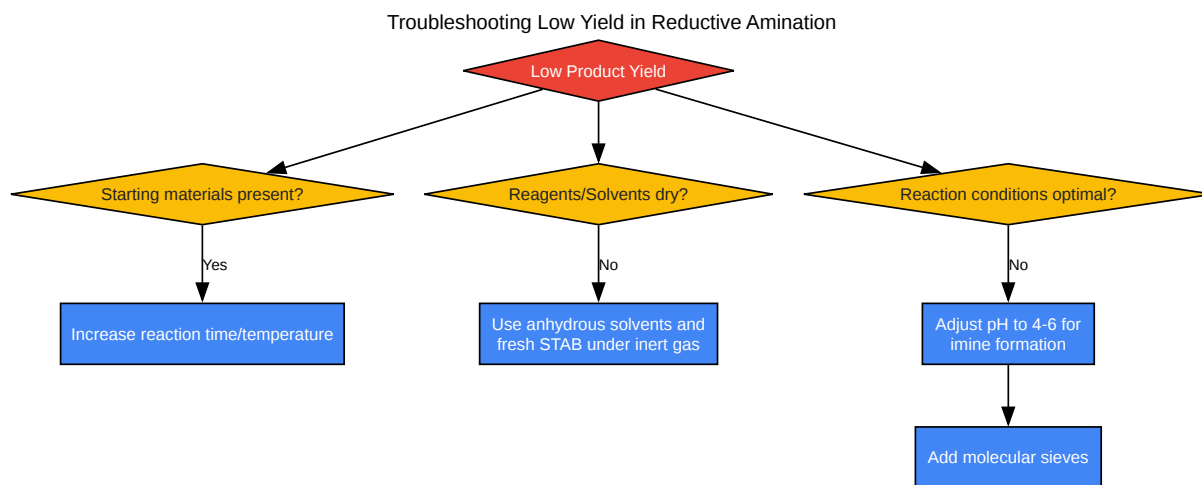 Troubleshooting Low Yield in Reductive Amination
Low Product Yield
Starting materials present?
Reagents/Solvents dry?
Reaction conditions optimal?
Yes
No
No
Increase reaction time/temperature
Use anhydrous solvents and
fresh STAB under inert gas
Adjust pH to 4-6 for
imine formation
Add molecular sieves